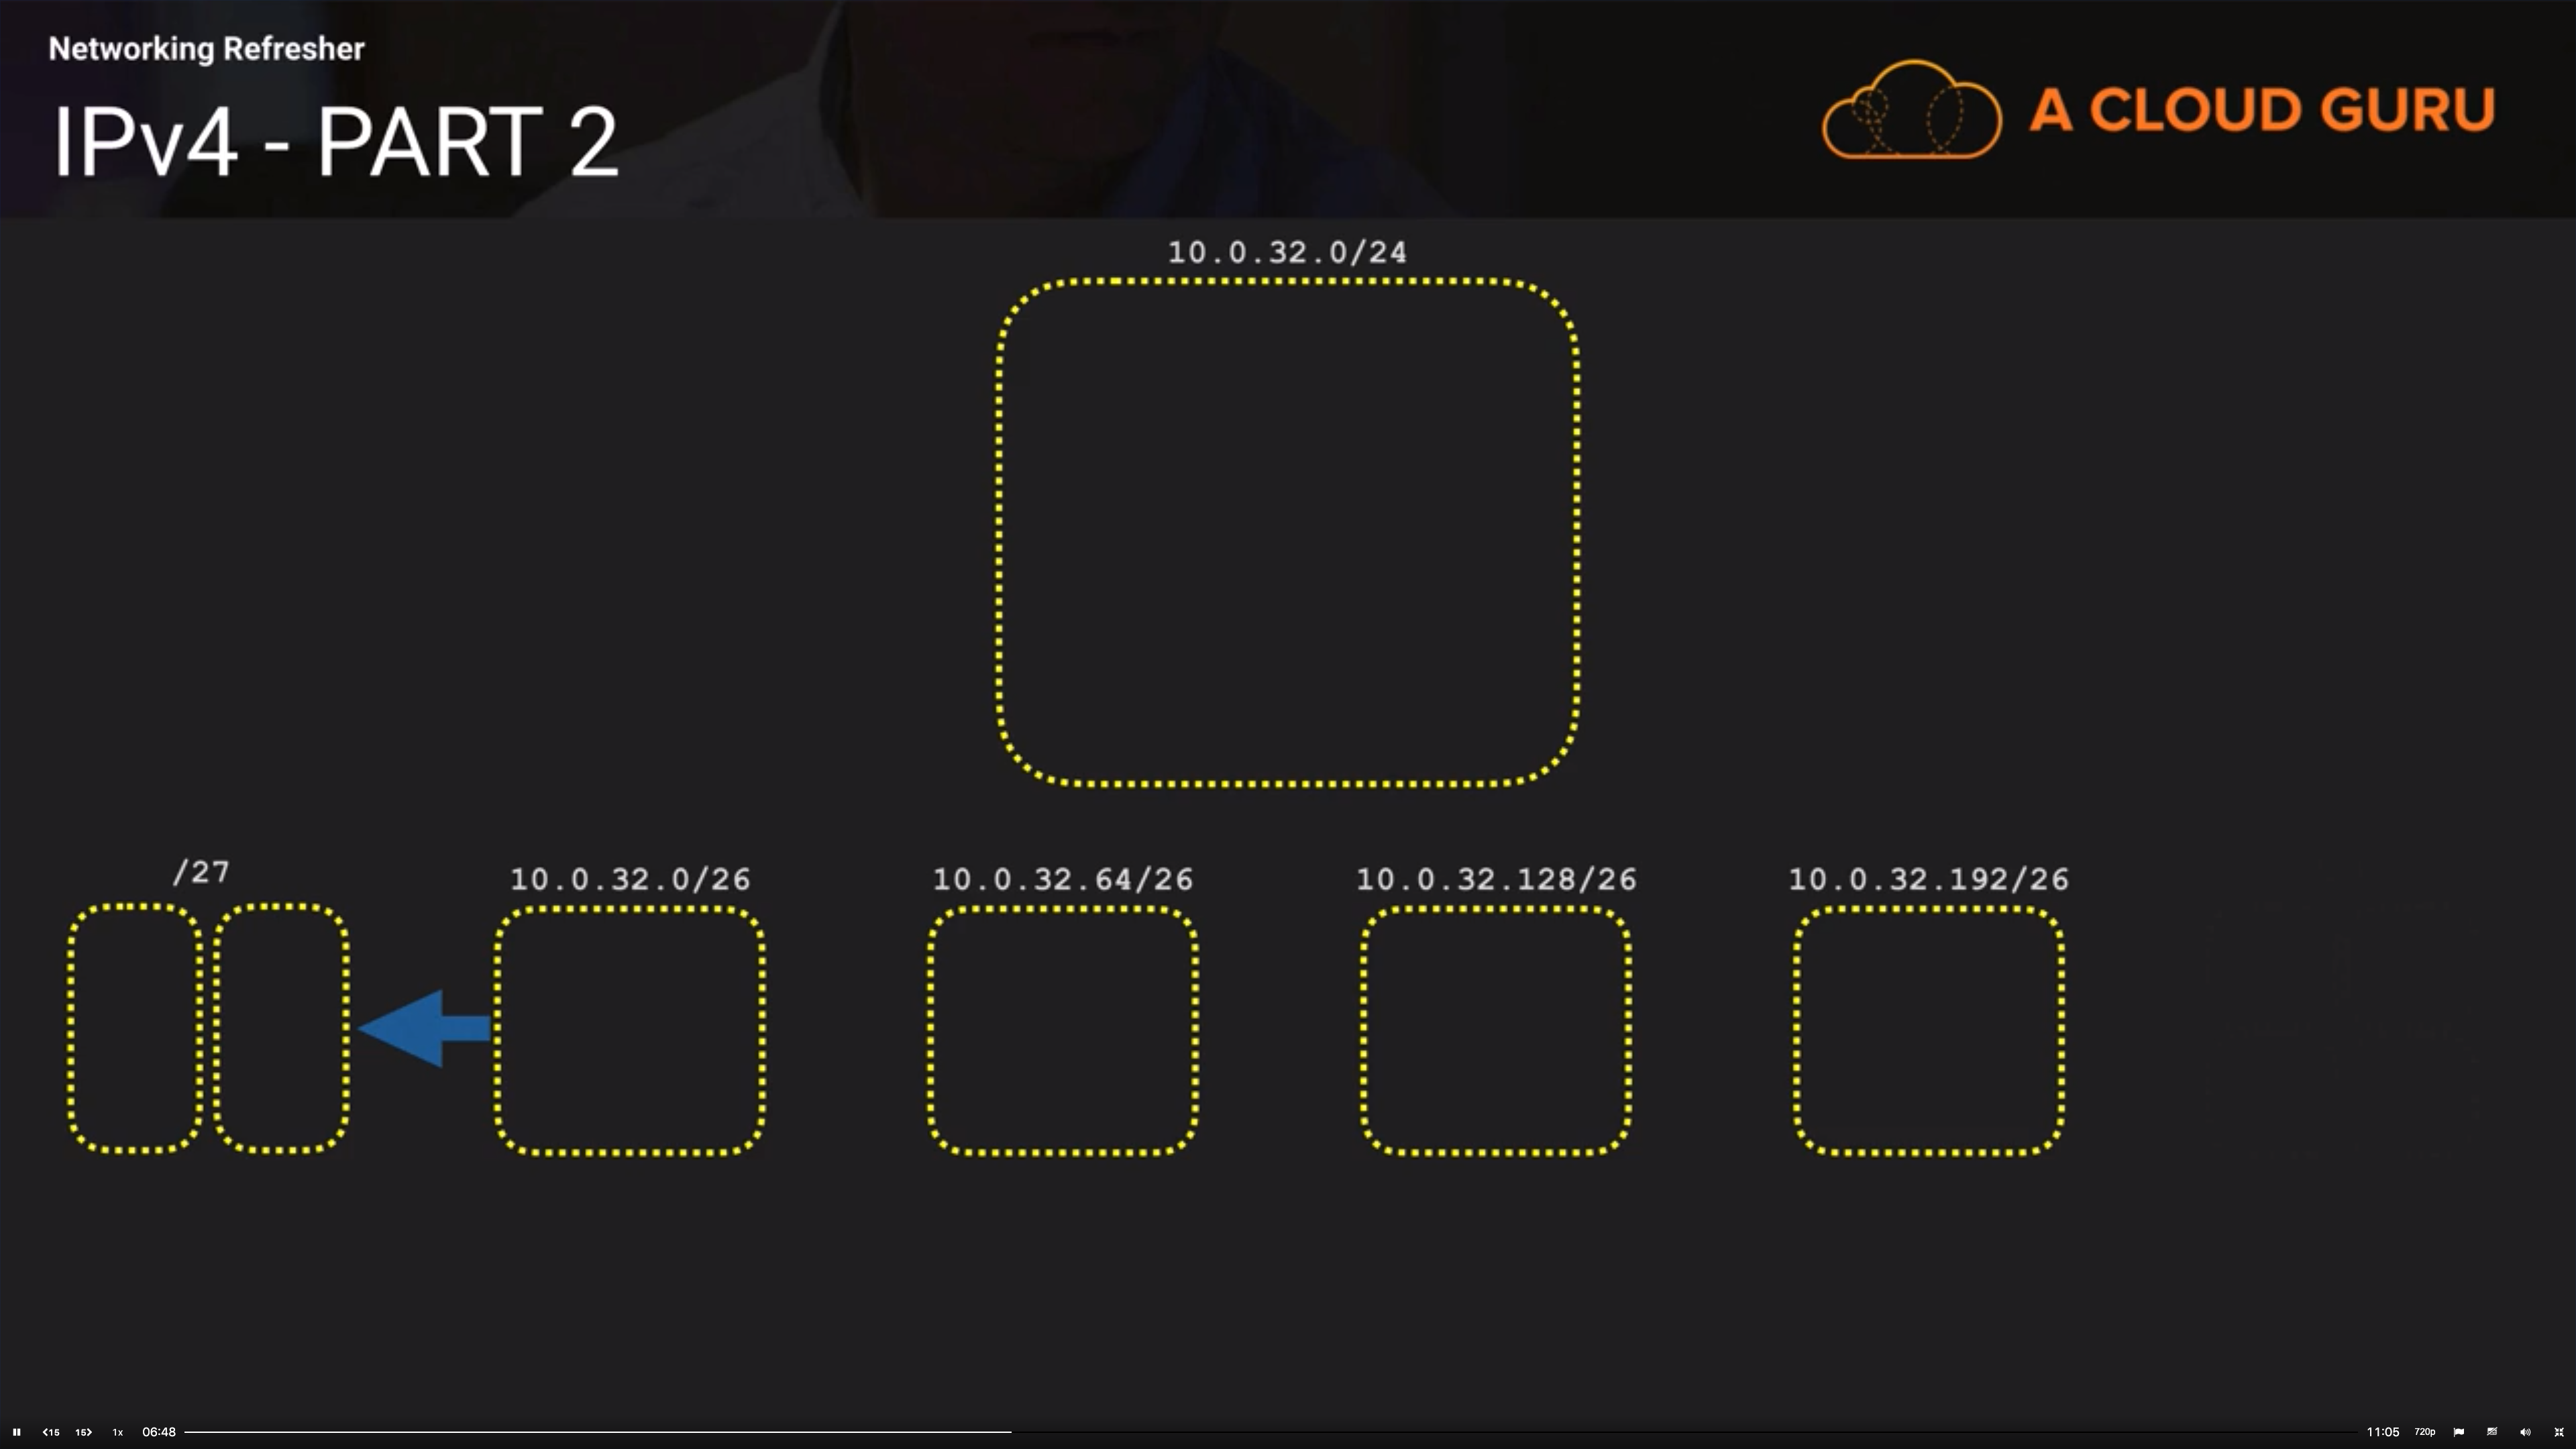 Networking Refresher
IPv4 - PART 2
A CLOUD GURU
10.0.32.0/24
/27
10.0.32.0/26
10.0.32.64/26
10.0.32.128/26
10.0.32.192/26
15
15
1x
06:48
11:05
720p